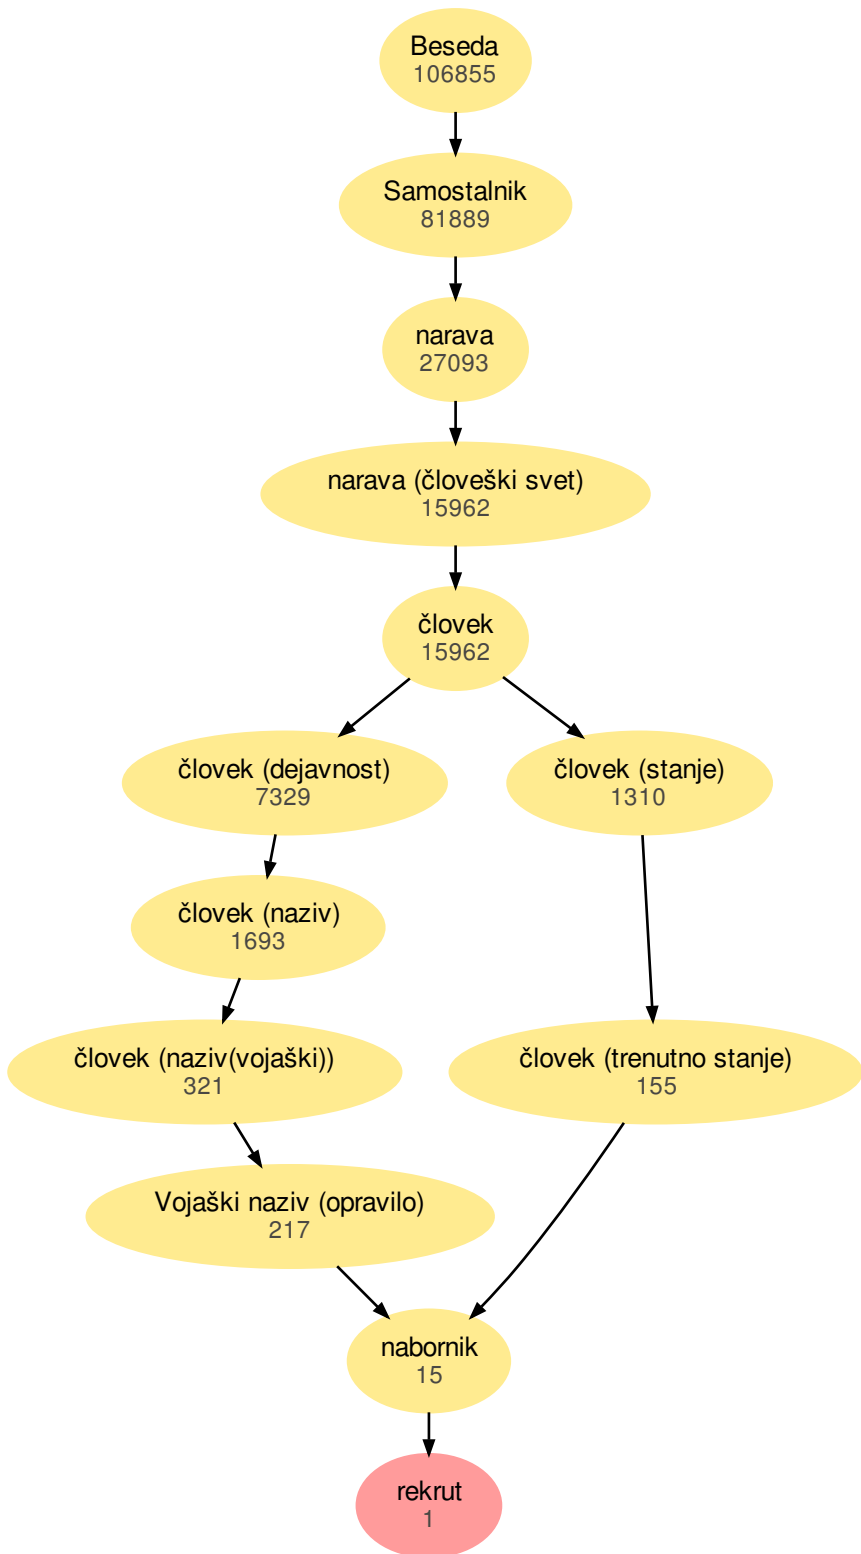 Beseda
106855
Samostalnik
81889
narava
27093
narava (človeški svet)
15962
človek
15962
človek (dejavnost)
7329
človek (stanje)
1310
človek (naziv)
1693
človek (naziv(vojaški))
321
človek (trenutno stanje)
155
Vojaški naziv (opravilo)
217
nabornik
15
rekrut
1